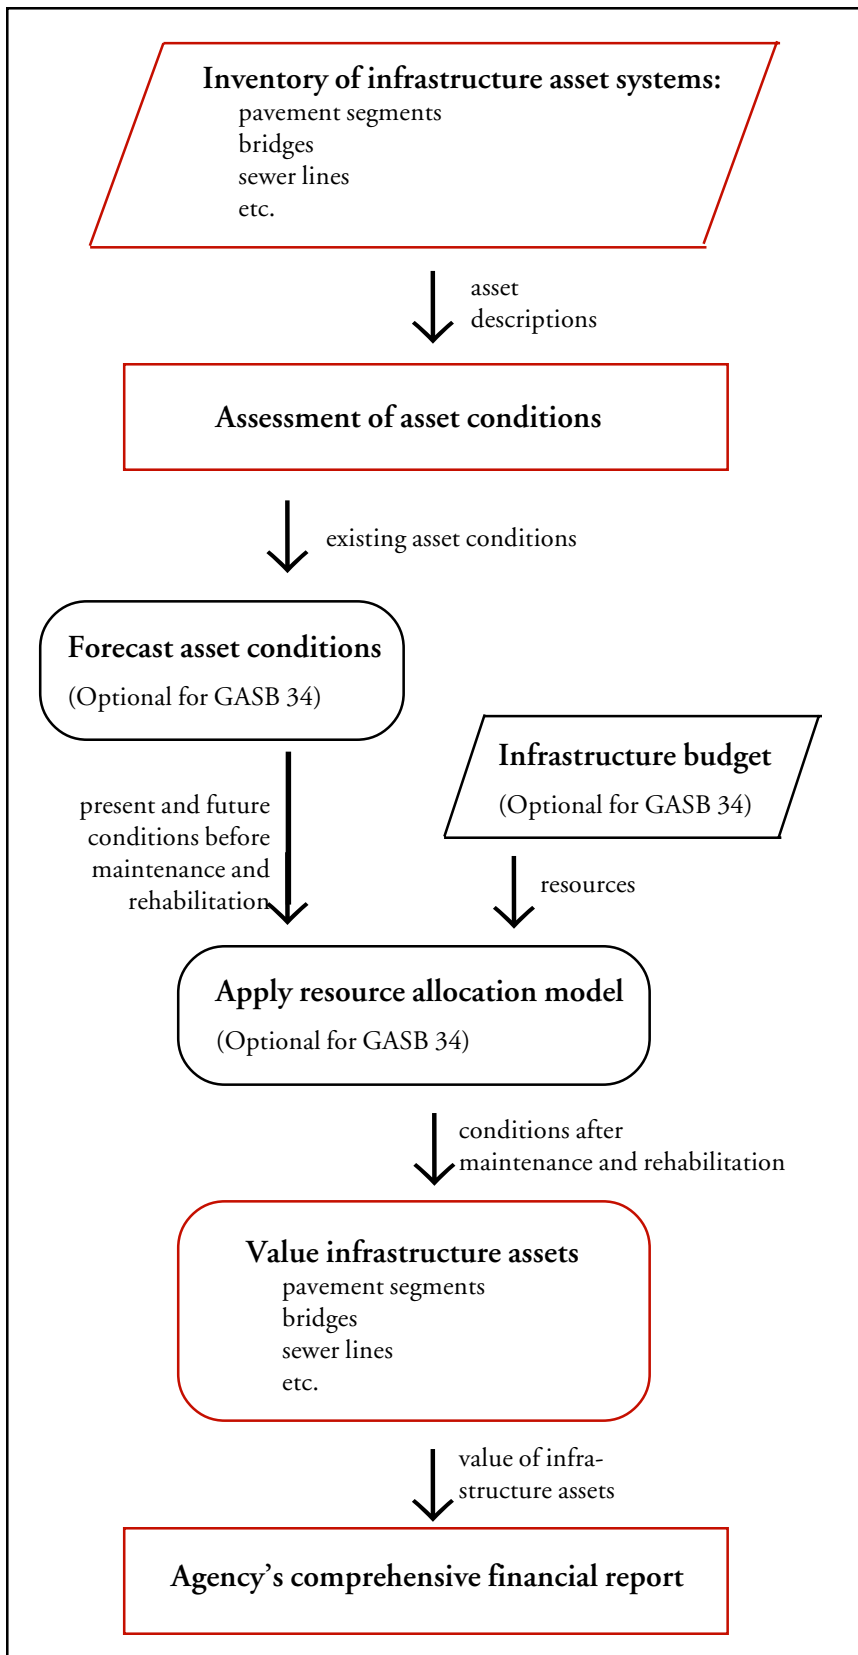 Inventory of infrastructure asset systems:
pavement segments
bridges
sewer lines
etc.
asset
descriptions
Assessment of asset conditions
existing asset conditions
Forecast asset conditions
(Optional for GASB 34)
Infrastructure budget
(Optional for GASB 34)
present and future
conditions before
maintenance and
rehabilitation
resources
Apply resource allocation model
(Optional for GASB 34)
conditions after
maintenance and rehabilitation
Value infrastructure assets
pavement segments
bridges
sewer lines
etc.
value of infra-
structure assets
Agency’s comprehensive financial report